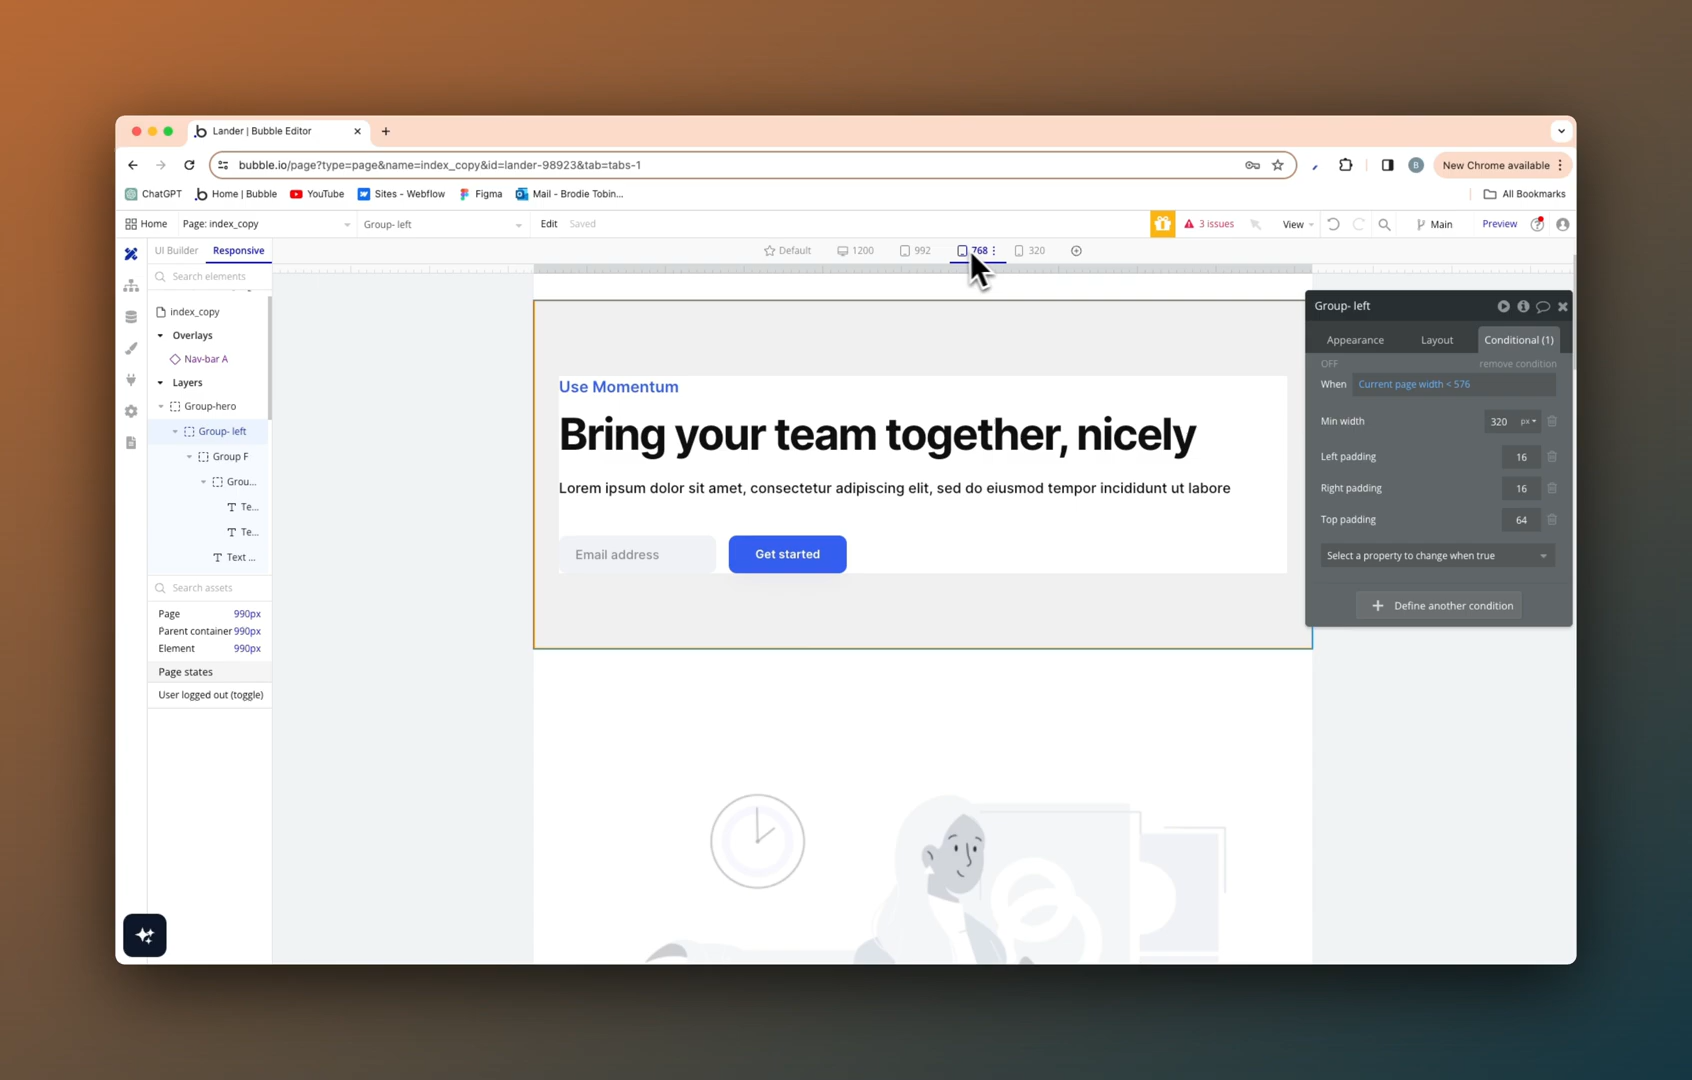 Lander | Bubble Editor
bubble.io/page?type=page&name=index_copy&id=lander-98923&tab=tabs-1
New Chrome available
B
ChatGPT
Home | Bubble
YouTube
Sites - Webflow
Figma
Mail - Brodie Tobin...
All Bookmarks
Home
Page: index_copy
Group- left
Edit
Saved
3 issues
View
Main
Preview
UI Builder
Responsive
Default
1200
992
768
320
Search elements
index_copy
Overlays
Nav-bar A
Layers
Group-hero
Group- left
Group F
Grou...
Te...
Te...
Text ...
Search assets
Page 990px
Parent container 990px
Element 990px
Page states
User logged out (toggle)
Use Momentum
Bring your team together, nicely
Lorem ipsum dolor sit amet, consectetur adipiscing elit, sed do eiusmod tempor incididunt ut labore
Email address
Get started
Group- left
Appearance
Layout
Conditional (1)
OFF
remove condition
When Current page width < 576
Min width 320 px
Left padding 16
Right padding 16
Top padding 64
Select a property to change when true
Define another condition